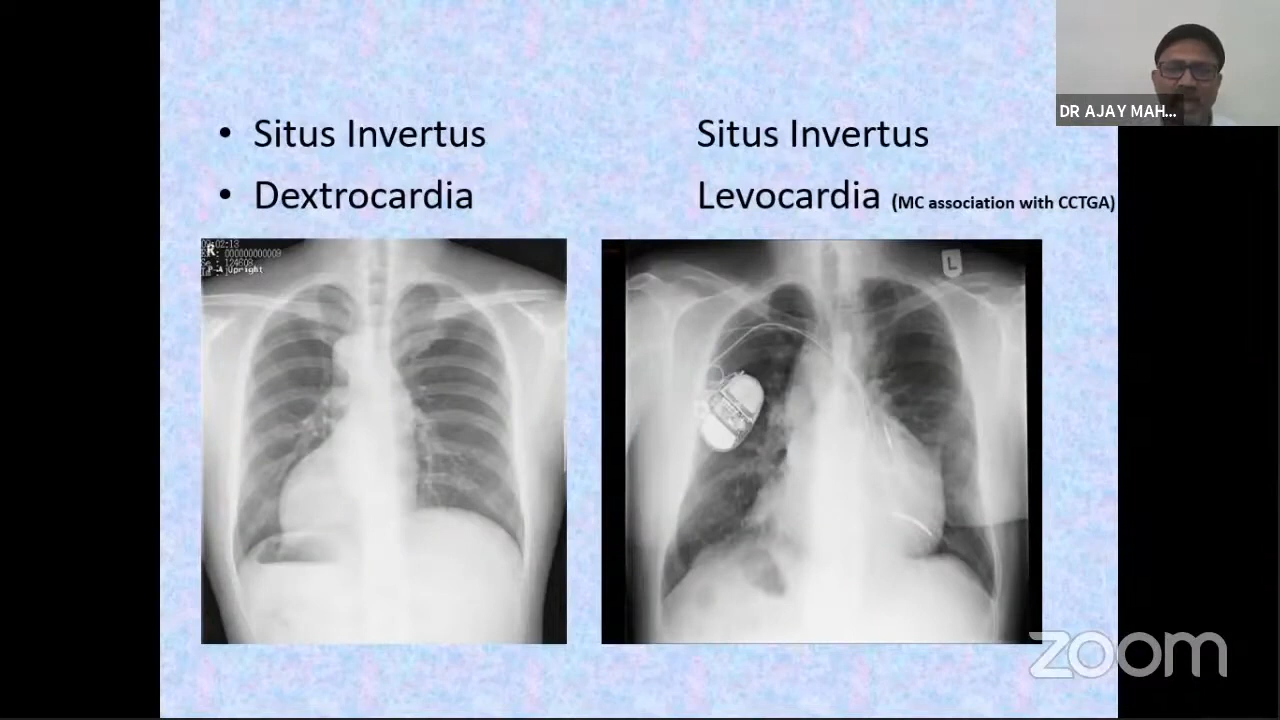 DR AJAY MAH...
• Situs Invertus
• Dextrocardia
Situs Invertus
Levocardia (MC association with CCTGA)
R
P-A Upright
L
zoom